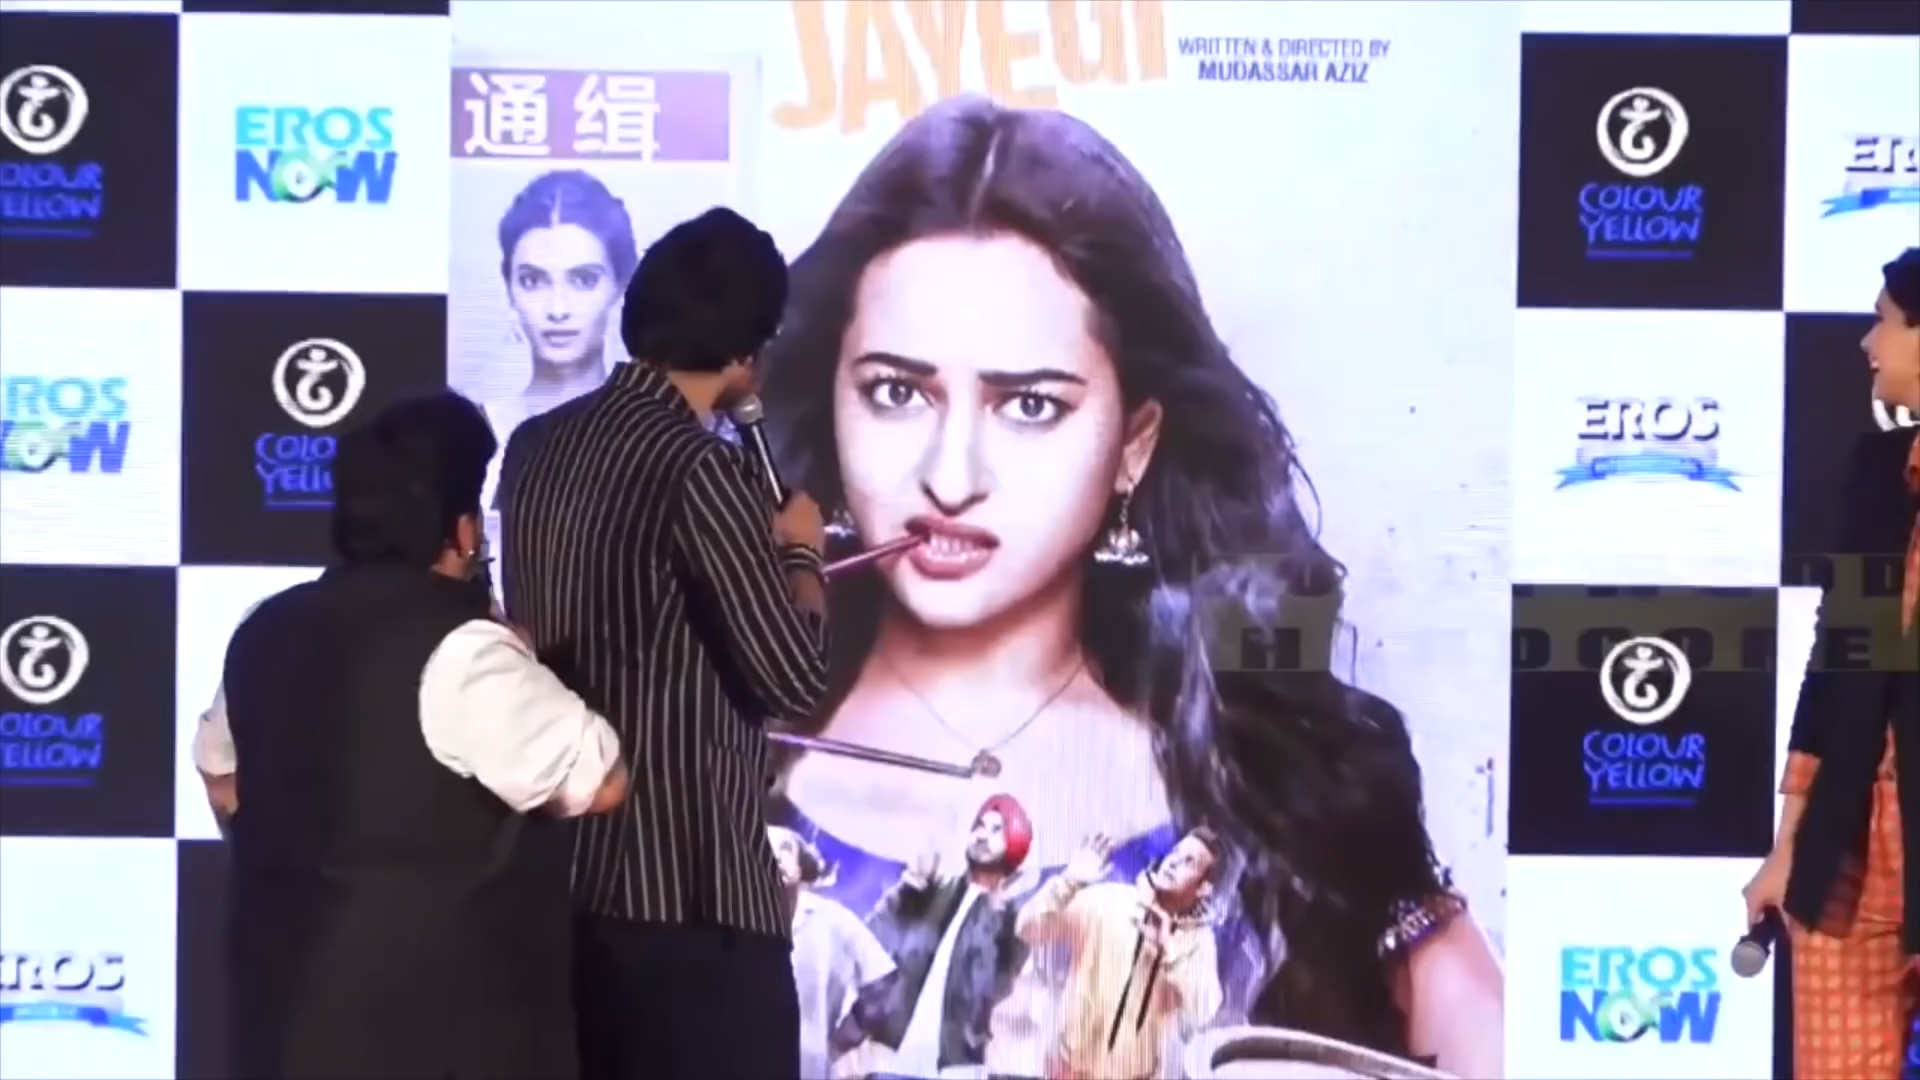 JAYEGI
WRITTEN & DIRECTED BY
MUDASSAR AZIZ
通缉
COLOUR
YELLOW
EROS
NOW
COLOUR
YELLOW
EROS
NOW
EROS
COLOUR
YELLOW
COLOUR
YELLOW
EROS
EROS
NOW